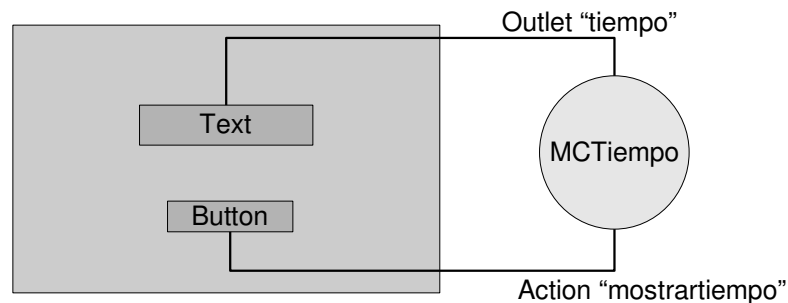 Outlet “tiempo”
Text
MCTiempo
Button
Action “mostrartiempo”